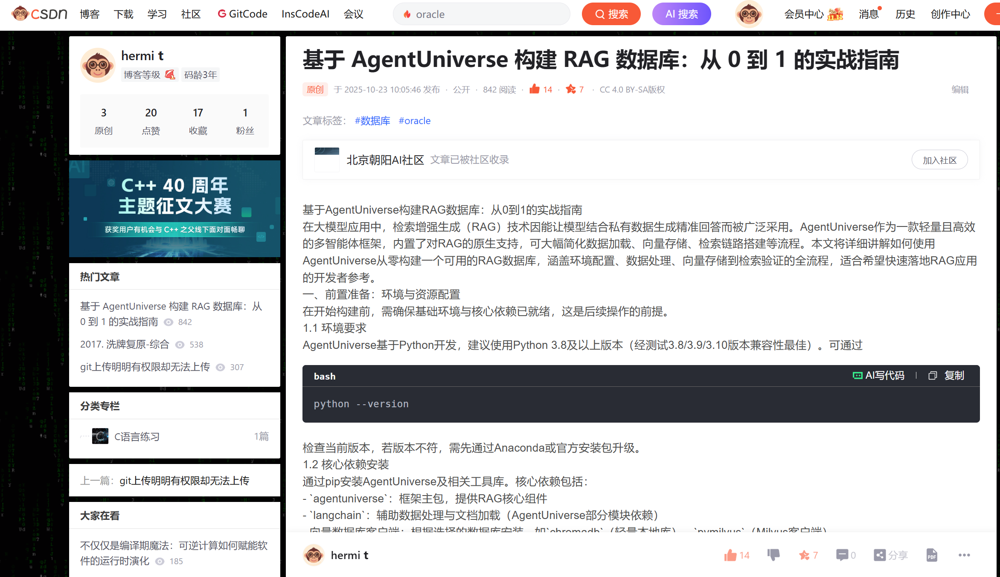 CSDN 博客 下载 学习 社区 GitCode InsCodeAI 会议 oracle 搜索 AI 搜索 会员中心 消息 历史 创作中心
hermi t
博客等级 码龄3年
3 20 17 1
原创 点赞 收藏 粉丝
C++ 40 周年
主题征文大赛
获奖用户有机会与 C++ 之父线下面对面畅聊
热门文章
基于 AgentUniverse 构建 RAG 数据库：从
0 到 1 的实战指南 842
2017. 洗牌复原-综合 538
git上传明明有权限却无法上传 307
分类专栏
C语言练习 1篇
上一篇：git上传明明有权限却无法上传
大家在看
不仅仅是编译期魔法：可逆计算如何赋能软
件的运行时演化 185
基于 AgentUniverse 构建 RAG 数据库：从 0 到 1 的实战指南
原创 于 2025-10-23 10:05:46 发布 · 公开 · 842 阅读 · 14 · 7 · CC 4.0 BY-SA版权 编辑
文章标签： #数据库 #oracle
北京朝阳AI社区 文章已被社区收录 加入社区
基于AgentUniverse构建RAG数据库：从0到1的实战指南
在大模型应用中，检索增强生成（RAG）技术因能让模型结合私有数据生成精准回答而被广泛采用。AgentUniverse作为一款轻量且高效
的多智能体框架，内置了对RAG的原生支持，可大幅简化数据加载、向量存储、检索链路搭建等流程。本文将详细讲解如何使用
AgentUniverse从零构建一个可用的RAG数据库，涵盖环境配置、数据处理、向量存储到检索验证的全流程，适合希望快速落地RAG应用
的开发者参考。
一、前置准备：环境与资源配置
在开始构建前，需确保基础环境与核心依赖已就绪，这是后续操作的前提。
1.1 环境要求
AgentUniverse基于Python开发，建议使用Python 3.8及以上版本（经测试3.8/3.9/3.10版本兼容性最佳）。可通过
bash AI写代码 复制
python --version
检查当前版本，若版本不符，需先通过Anaconda或官方安装包升级。
1.2 核心依赖安装
通过pip安装AgentUniverse及相关工具库。核心依赖包括：
- `agentuniverse`：框架主包，提供RAG核心组件
- `langchain`：辅助数据处理与文档加载（AgentUniverse部分模块依赖）
- 向量数据库客户端：根据选择的数据库安装，如`chromadb`（轻量本地库）、`pymilvus`（Milvus客户端）
hermi t 14 7 0 分享 PDF